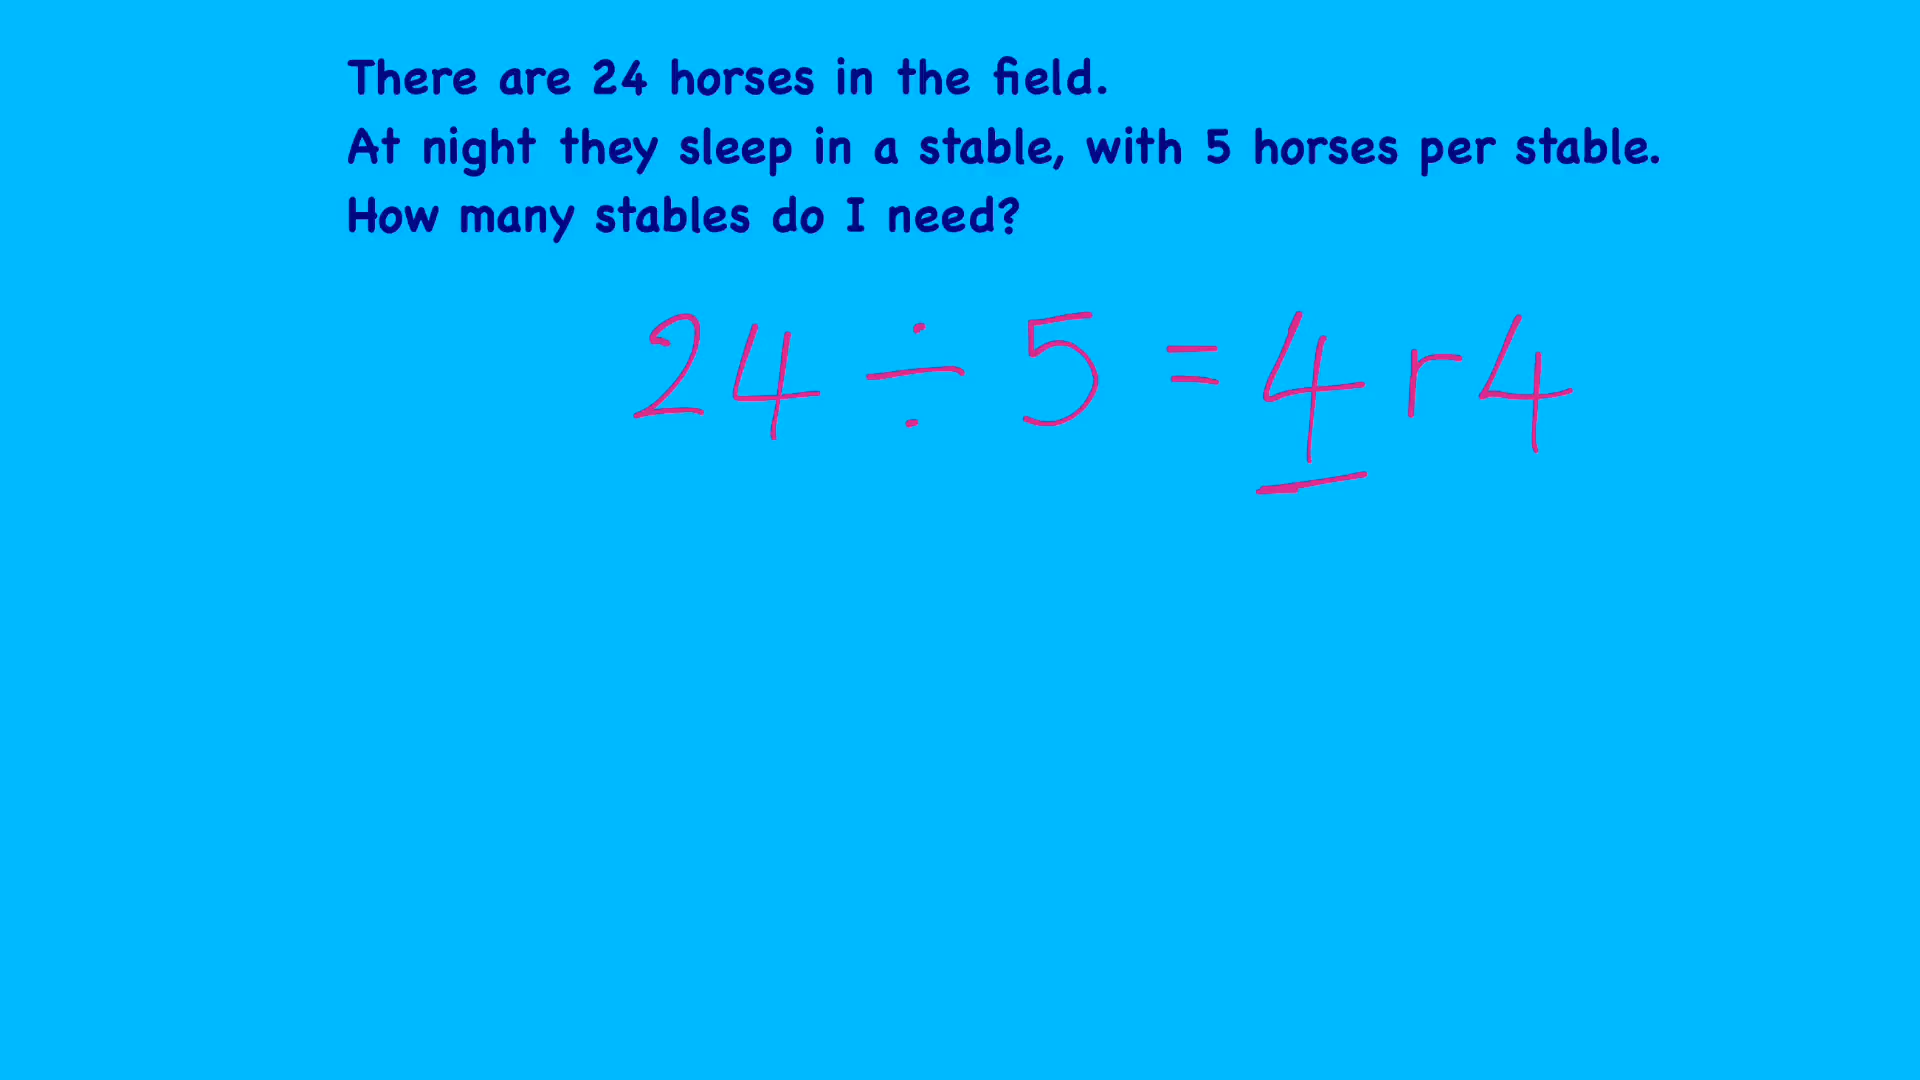 There are 24 horses in the field.
At night they sleep in a stable, with 5 horses per stable.
How many stables do I need?
24 ÷ 5 = 4 r4